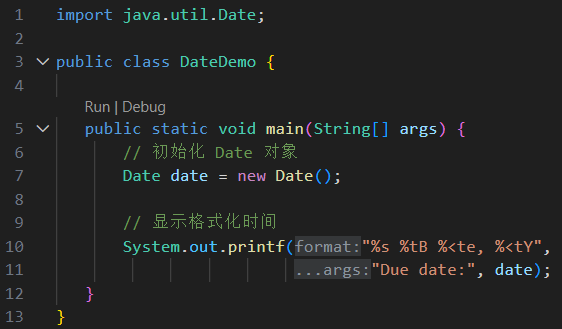 1 import java.util.Date;
2
3 public class DateDemo {
4
Run | Debug
5 public static void main(String[] args) {
6 // 初始化 Date 对象
7 Date date = new Date();
8
9 // 显示格式化时间
10 System.out.printf(format:"%s %tB %<te, %<tY",
11 ...args:"Due date:", date);
12 }
13 }